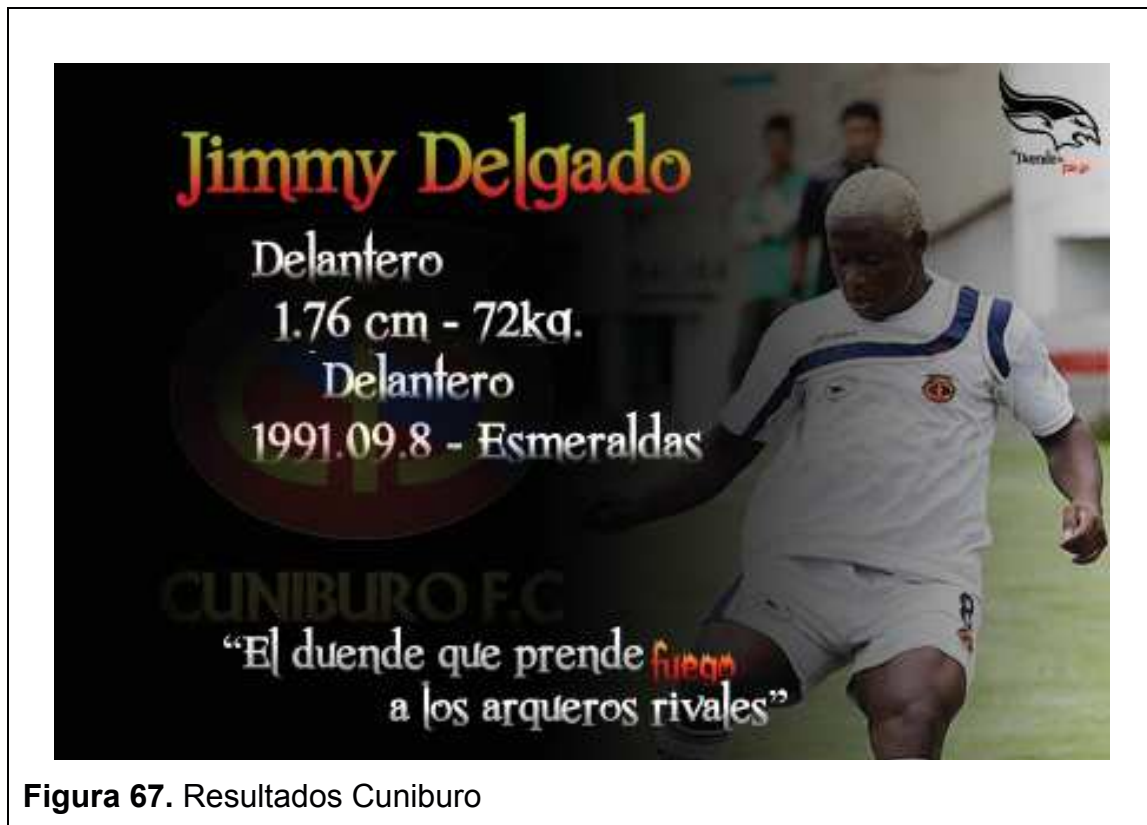 Jimmy Delgado
Delantero
1.76 cm - 72kg.
Delantero
1991.09.8 - Esmeraldas
CUNIBURO F.C
“El duende que prende fuego
a los arqueros rivales”
Figura 67. Resultados Cuniburo